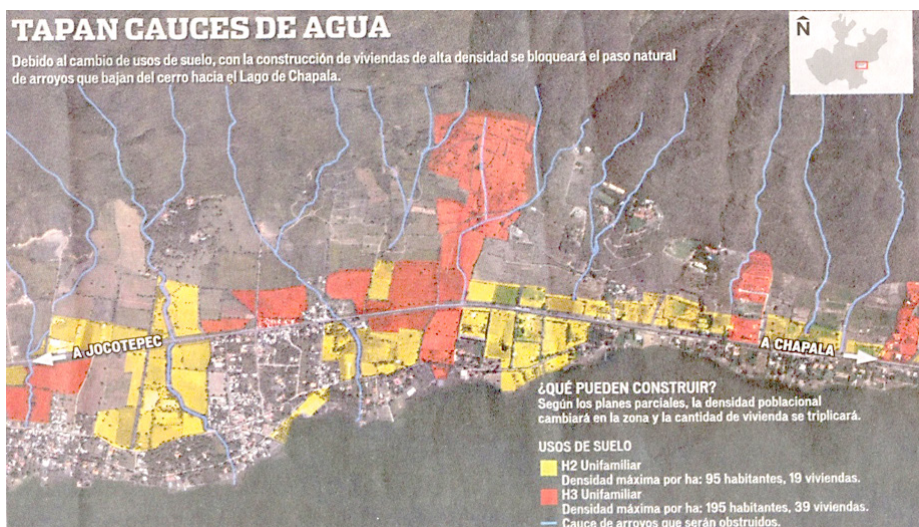 TAPAN CAUCES DE AGUA
Debido al cambio de usos de suelo, con la construcción de viviendas de alta densidad se bloqueará el paso natural
de arroyos que bajan del cerro hacia el Lago de Chapala.
N
A JOCOTEPEC
A CHAPALA
¿QUÉ PUEDEN CONSTRUIR?
Según los planes parciales, la densidad poblacional
cambiará en la zona y la cantidad de vivienda se triplicará.
USOS DE SUELO
H2 Unifamiliar
Densidad máxima por ha: 95 habitantes, 19 viviendas.
H3 Unifamiliar
Densidad máxima por ha: 195 habitantes, 39 viviendas.
Cauce de arroyos que serán obstruidos.